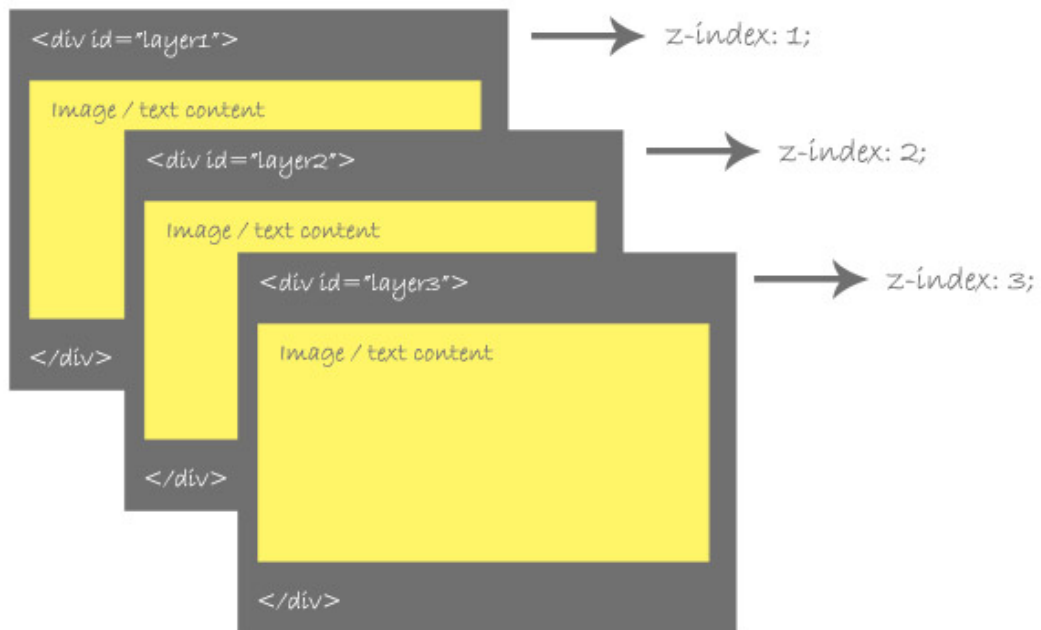 <div id="layer1">
z-index: 1;
Image / text content
<div id="layer2">
z-index: 2;
Image / text content
<div id="layer3">
z-index: 3;
</div>
Image / text content
</div>
</div>